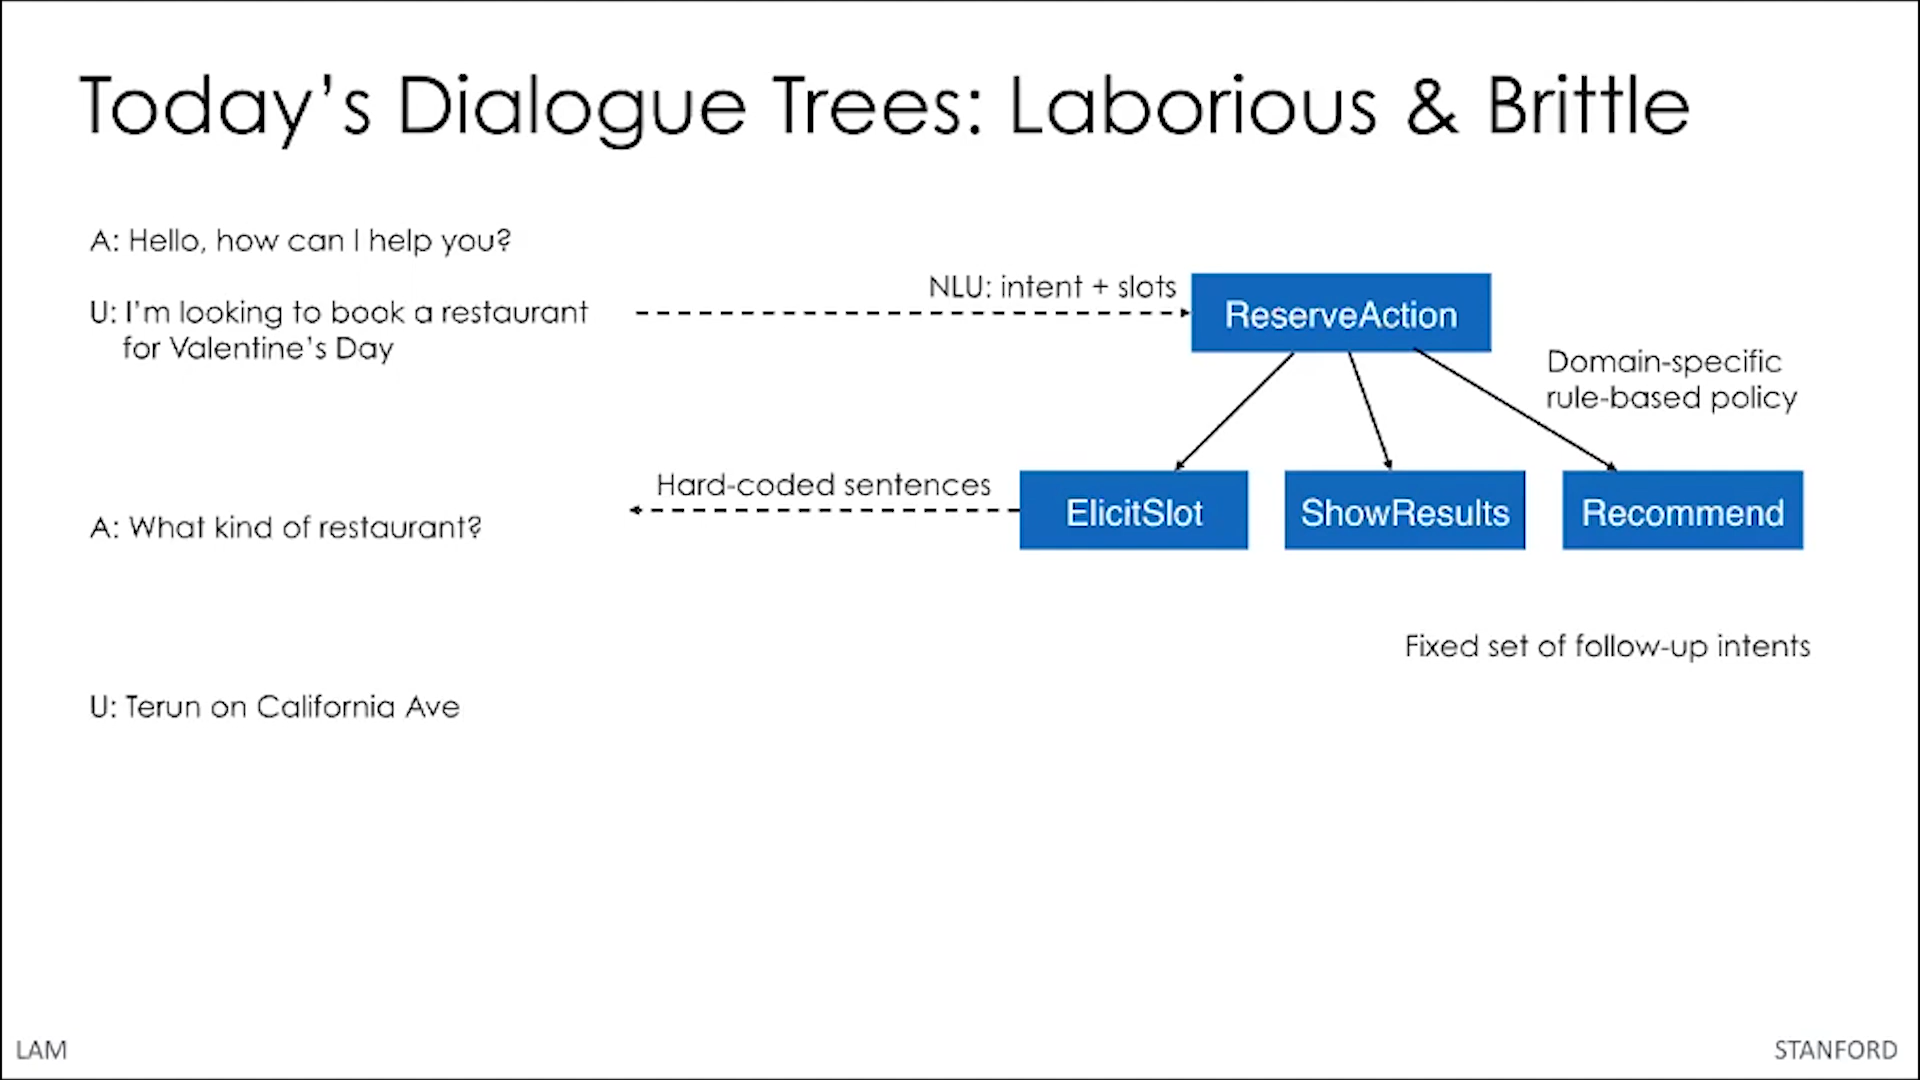 Today's Dialogue Trees: Laborious & Brittle
A: Hello, how can I help you?
U: I'm looking to book a restaurant
for Valentine's Day
NLU: intent + slots
ReserveAction
Domain-specific
rule-based policy
Hard-coded sentences
ElicitSlot
ShowResults
Recommend
A: What kind of restaurant?
Fixed set of follow-up intents
U: Terun on California Ave
LAM
STANFORD